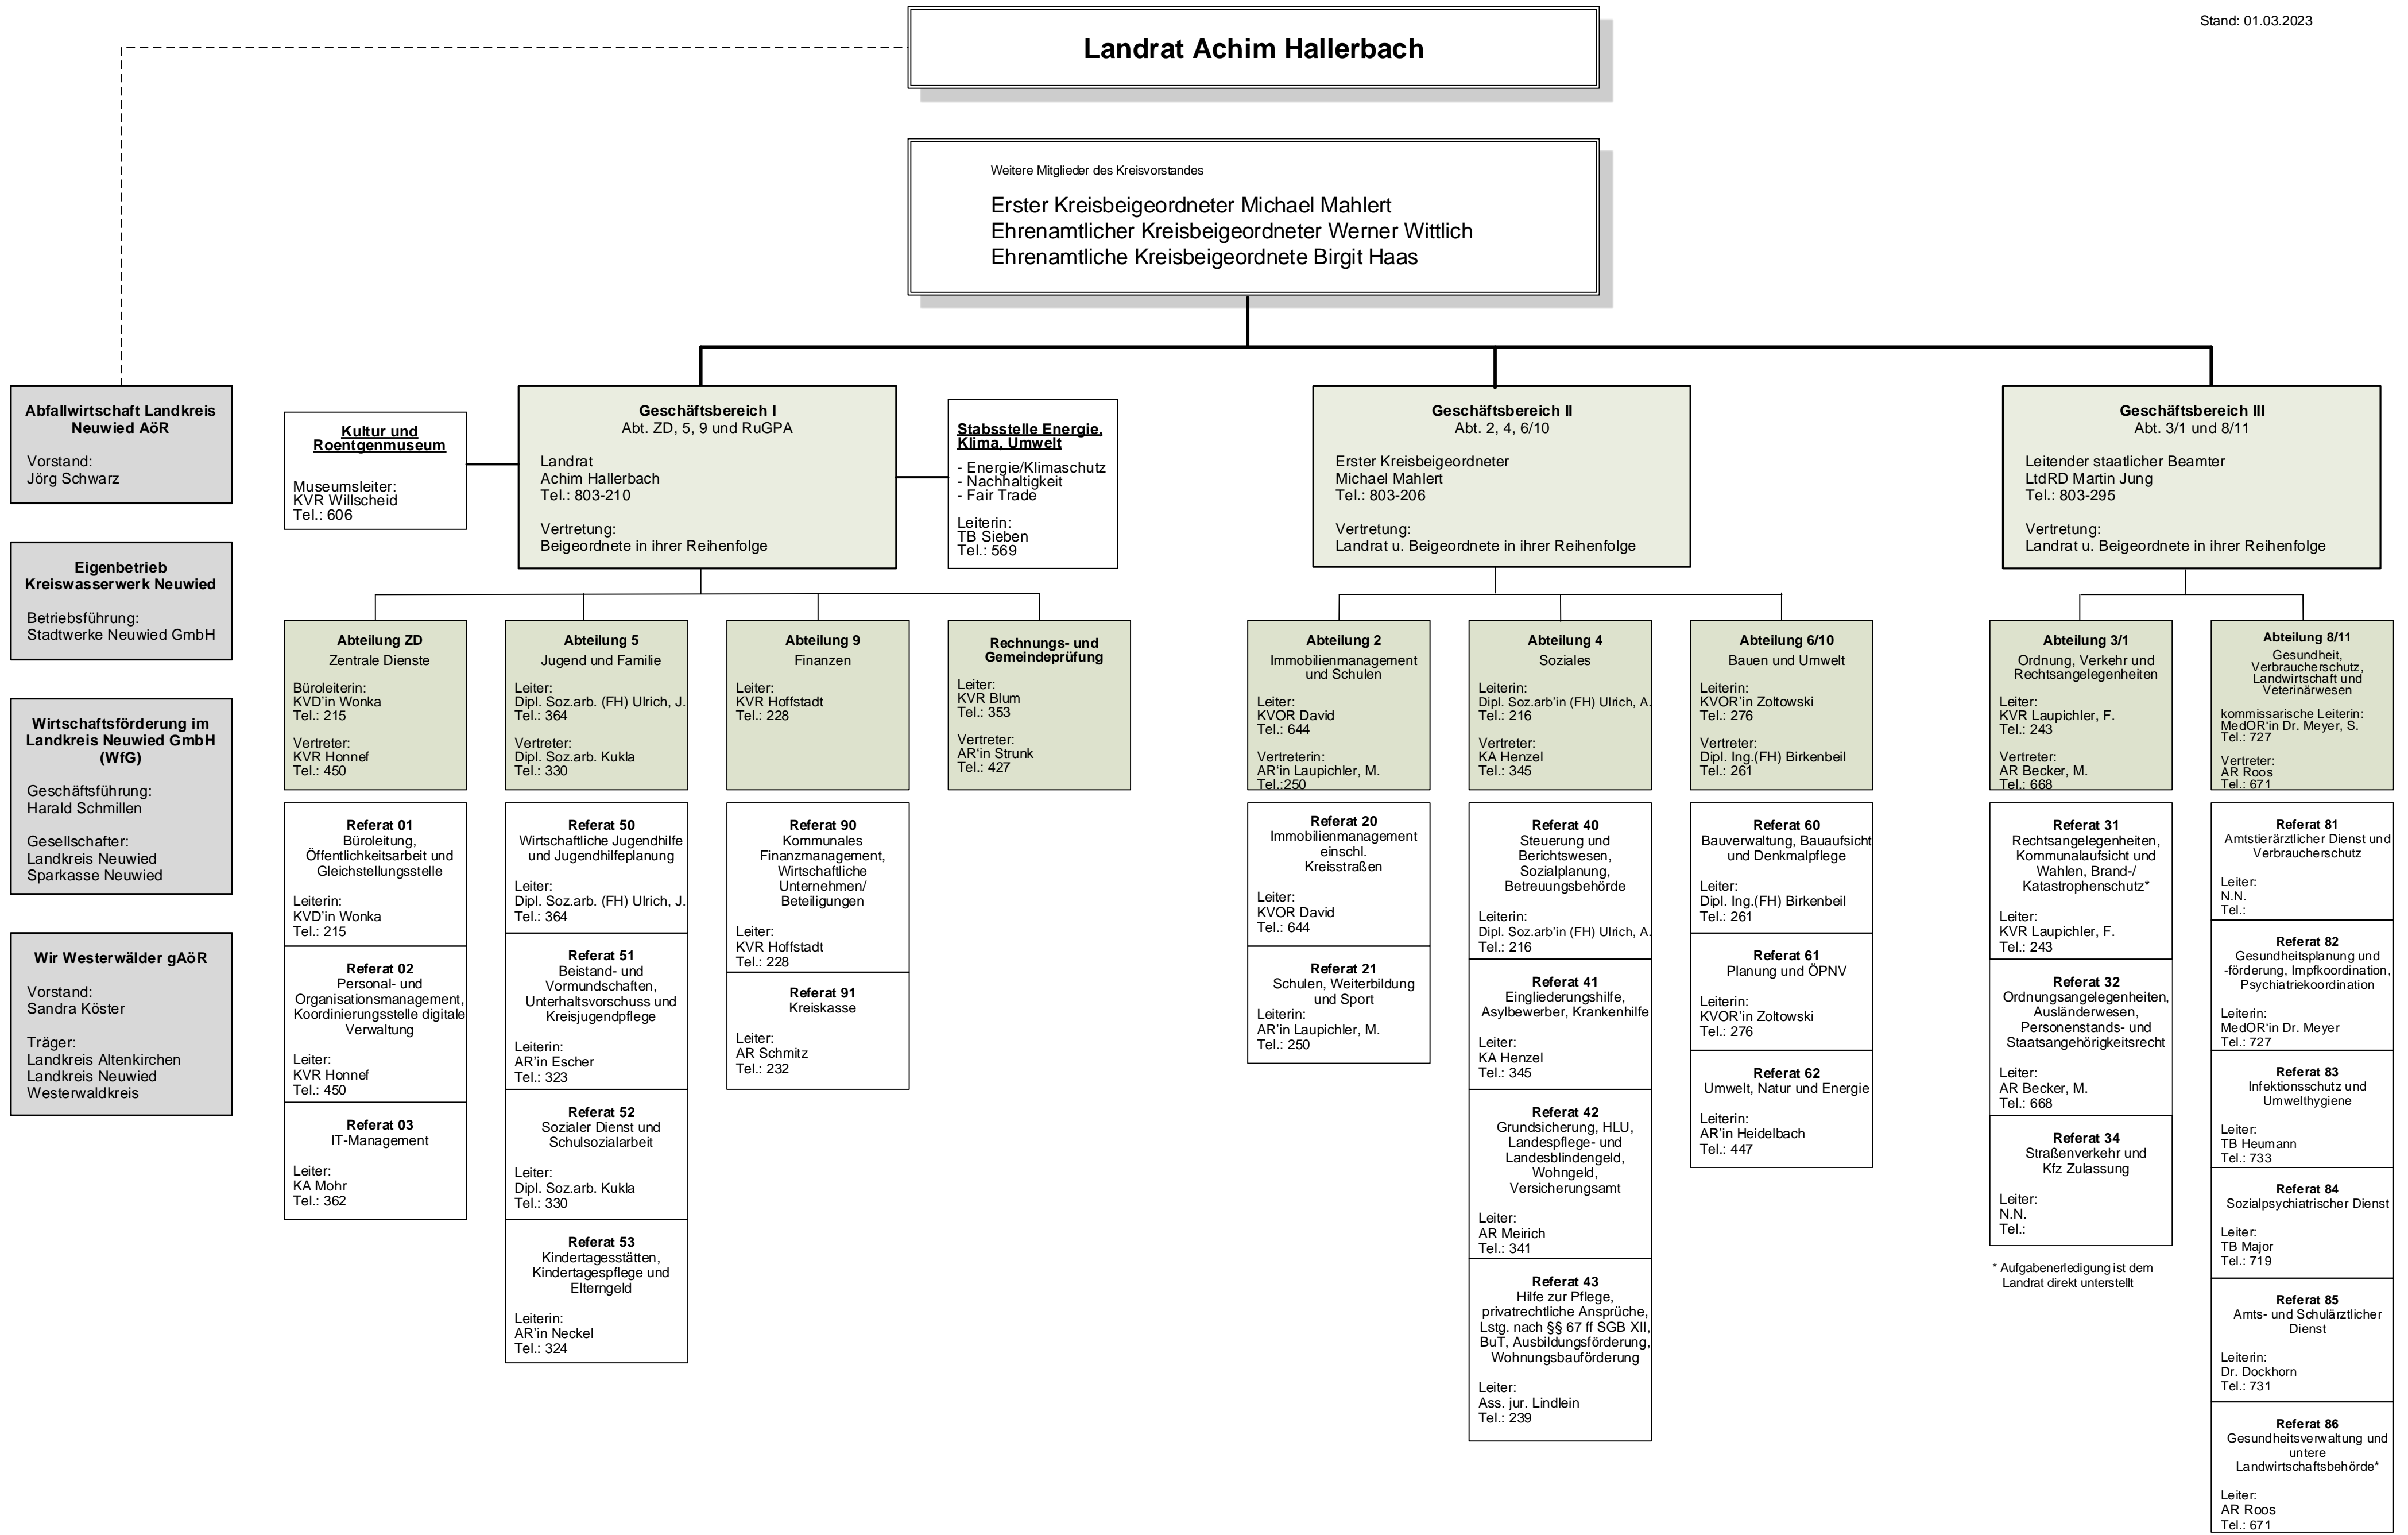 Stand: 01.03.2023
Landrat Achim Hallerbach
Weitere Mitglieder des Kreisvorstandes
Erster Kreisbeigeordneter Michael Mahlert
Ehrenamtlicher Kreisbeigeordneter Werner Wittlich
Ehrenamtliche Kreisbeigeordnete Birgit Haas
Abfallwirtschaft Landkreis
Neuwied AöR
Vorstand:
Jörg Schwarz
Eigenbetrieb
Kreiswasserwerk Neuwied
Betriebsführung:
Stadtwerke Neuwied GmbH
Wirtschaftsförderung im
Landkreis Neuwied GmbH
(WfG)
Geschäftsführung:
Harald Schmillen
Gesellschafter:
Landkreis Neuwied
Sparkasse Neuwied
Wir Westerwälder gAöR
Vorstand:
Sandra Köster
Träger:
Landkreis Altenkirchen
Landkreis Neuwied
Westerwaldkreis
Kultur und
Roentgenmuseum
Museumsleiter:
KVR Willscheid
Tel.: 606
Geschäftsbereich I
Abt. ZD, 5, 9 und RuGPA
Landrat
Achim Hallerbach
Tel.: 803-210
Vertretung:
Beigeordnete in ihrer Reihenfolge
Stabsstelle Energie,
Klima, Umwelt
- Energie/Klimaschutz
- Nachhaltigkeit
- Fair Trade
Leiterin:
TB Sieben
Tel.: 569
Geschäftsbereich II
Abt. 2, 4, 6/10
Erster Kreisbeigeordneter
Michael Mahlert
Tel.: 803-206
Vertretung:
Landrat u. Beigeordnete in ihrer Reihenfolge
Geschäftsbereich III
Abt. 3/1 und 8/11
Leitender staatlicher Beamter
LtdRD Martin Jung
Tel.: 803-295
Vertretung:
Landrat u. Beigeordnete in ihrer Reihenfolge
Abteilung ZD
Zentrale Dienste
Büroleiterin:
KVD'in Wonka
Tel.: 215
Vertreter:
KVR Honnef
Tel.: 450
Referat 01
Büroleitung,
Öffentlichkeitsarbeit und
Gleichstellungsstelle
Leiterin:
KVD'in Wonka
Tel.: 215
Referat 02
Personal- und
Organisationsmanagement,
Koordinierungsstelle digitale
Verwaltung
Leiter:
KVR Honnef
Tel.: 450
Referat 03
IT-Management
Leiter:
KA Mohr
Tel.: 362
Abteilung 5
Jugend und Familie
Leiter:
Dipl. Soz.arb. (FH) Ulrich, J.
Tel.: 364
Vertreter:
Dipl. Soz.arb. Kukla
Tel.: 330
Referat 50
Wirtschaftliche Jugendhilfe
und Jugendhilfeplanung
Leiter:
Dipl. Soz.arb. (FH) Ulrich, J.
Tel.: 364
Referat 51
Beistand- und
Vormundschaften,
Unterhaltsvorschuss und
Kreisjugendpflege
Leiterin:
AR'in Escher
Tel.: 323
Referat 52
Sozialer Dienst und
Schulsozialarbeit
Leiter:
Dipl. Soz.arb. Kukla
Tel.: 330
Referat 53
Kindertagesstätten,
Kindertagespflege und
Elterngeld
Leiterin:
AR'in Neckel
Tel.: 324
Abteilung 9
Finanzen
Leiter:
KVR Hoffstadt
Tel.: 228
Referat 90
Kommunales
Finanzmanagement,
Wirtschaftliche
Unternehmen/
Beteiligungen
Leiter:
KVR Hoffstadt
Tel.: 228
Referat 91
Kreiskasse
Leiter:
AR Schmitz
Tel.: 232
Rechnungs- und
Gemeindeprüfung
Leiter:
KVR Blum
Tel.: 353
Vertreter:
AR'in Strunk
Tel.: 427
Abteilung 2
Immobilienmanagement
und Schulen
Leiter:
KVOR David
Tel.: 644
Vertreterin:
AR'in Laupichler, M.
Tel.:250
Referat 20
Immobilienmanagement
einschl.
Kreisstraßen
Leiter:
KVOR David
Tel.: 644
Referat 21
Schulen, Weiterbildung
und Sport
Leiterin:
AR'in Laupichler, M.
Tel.: 250
Abteilung 4
Soziales
Leiterin:
Dipl. Soz.arb'in (FH) Ulrich, A.
Tel.: 216
Vertreter:
KA Henzel
Tel.: 345
Referat 40
Steuerung und
Berichtswesen,
Sozialplanung,
Betreuungsbehörde
Leiterin:
Dipl. Soz.arb'in (FH) Ulrich, A.
Tel.: 216
Referat 41
Eingliederungshilfe,
Asylbewerber, Krankenhilfe
Leiter:
KA Henzel
Tel.: 345
Referat 42
Grundsicherung, HLU,
Landespflege- und
Landesblindengeld,
Wohngeld,
Versicherungsamt
Leiter:
AR Meirich
Tel.: 341
Referat 43
Hilfe zur Pflege,
privatrechtliche Ansprüche,
Lstg. nach §§ 67 ff SGB XII,
BuT, Ausbildungsförderung,
Wohnungsbauförderung
Leiter:
Ass. jur. Lindlein
Tel.: 239
Abteilung 6/10
Bauen und Umwelt
Leiterin:
KVOR'in Zoltowski
Tel.: 276
Vertreter:
Dipl. Ing.(FH) Birkenbeil
Tel.: 261
Referat 60
Bauverwaltung, Bauaufsicht
und Denkmalpflege
Leiter:
Dipl. Ing.(FH) Birkenbeil
Tel.: 261
Referat 61
Planung und ÖPNV
Leiterin:
KVOR'in Zoltowski
Tel.: 276
Referat 62
Umwelt, Natur und Energie
Leiterin:
AR'in Heidelbach
Tel.: 447
Abteilung 3/1
Ordnung, Verkehr und
Rechtsangelegenheiten
Leiter:
KVR Laupichler, F.
Tel.: 243
Vertreter:
AR Becker, M.
Tel.: 668
Referat 31
Rechtsangelegenheiten,
Kommunalaufsicht und
Wahlen, Brand-/
Katastrophenschutz*
Leiter:
KVR Laupichler, F.
Tel.: 243
Referat 32
Ordnungsangelegenheiten,
Ausländerwesen,
Personenstands- und
Staatsangehörigkeitsrecht
Leiter:
AR Becker, M.
Tel.: 668
Referat 34
Straßenverkehr und
Kfz Zulassung
Leiter:
N.N.
Tel.:
* Aufgabenerledigung ist dem
Landrat direkt unterstellt
Abteilung 8/11
Gesundheit,
Verbraucherschutz,
Landwirtschaft und
Veterinärwesen
kommissarische Leiterin:
MedOR'in Dr. Meyer, S.
Tel.: 727
Vertreter:
AR Roos
Tel.: 671
Referat 81
Amtstierärztlicher Dienst und
Verbraucherschutz
Leiter:
N.N.
Tel.:
Referat 82
Gesundheitsplanung und
-förderung, Impfkoordination,
Psychiatriekoordination
Leiterin:
MedOR'in Dr. Meyer
Tel.: 727
Referat 83
Infektionsschutz und
Umwelthygiene
Leiter:
TB Heumann
Tel.: 733
Referat 84
Sozialpsychiatrischer Dienst
Leiter:
TB Major
Tel.: 719
Referat 85
Amts- und Schulärztlicher
Dienst
Leiterin:
Dr. Dockhorn
Tel.: 731
Referat 86
Gesundheitsverwaltung und
untere
Landwirtschaftsbehörde*
Leiter:
AR Roos
Tel.: 671